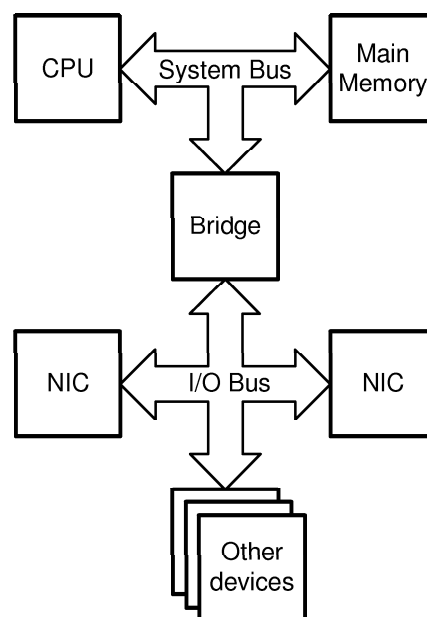 CPU
System Bus
Main
Memory
Bridge
NIC
I/O Bus
NIC
Other
devices